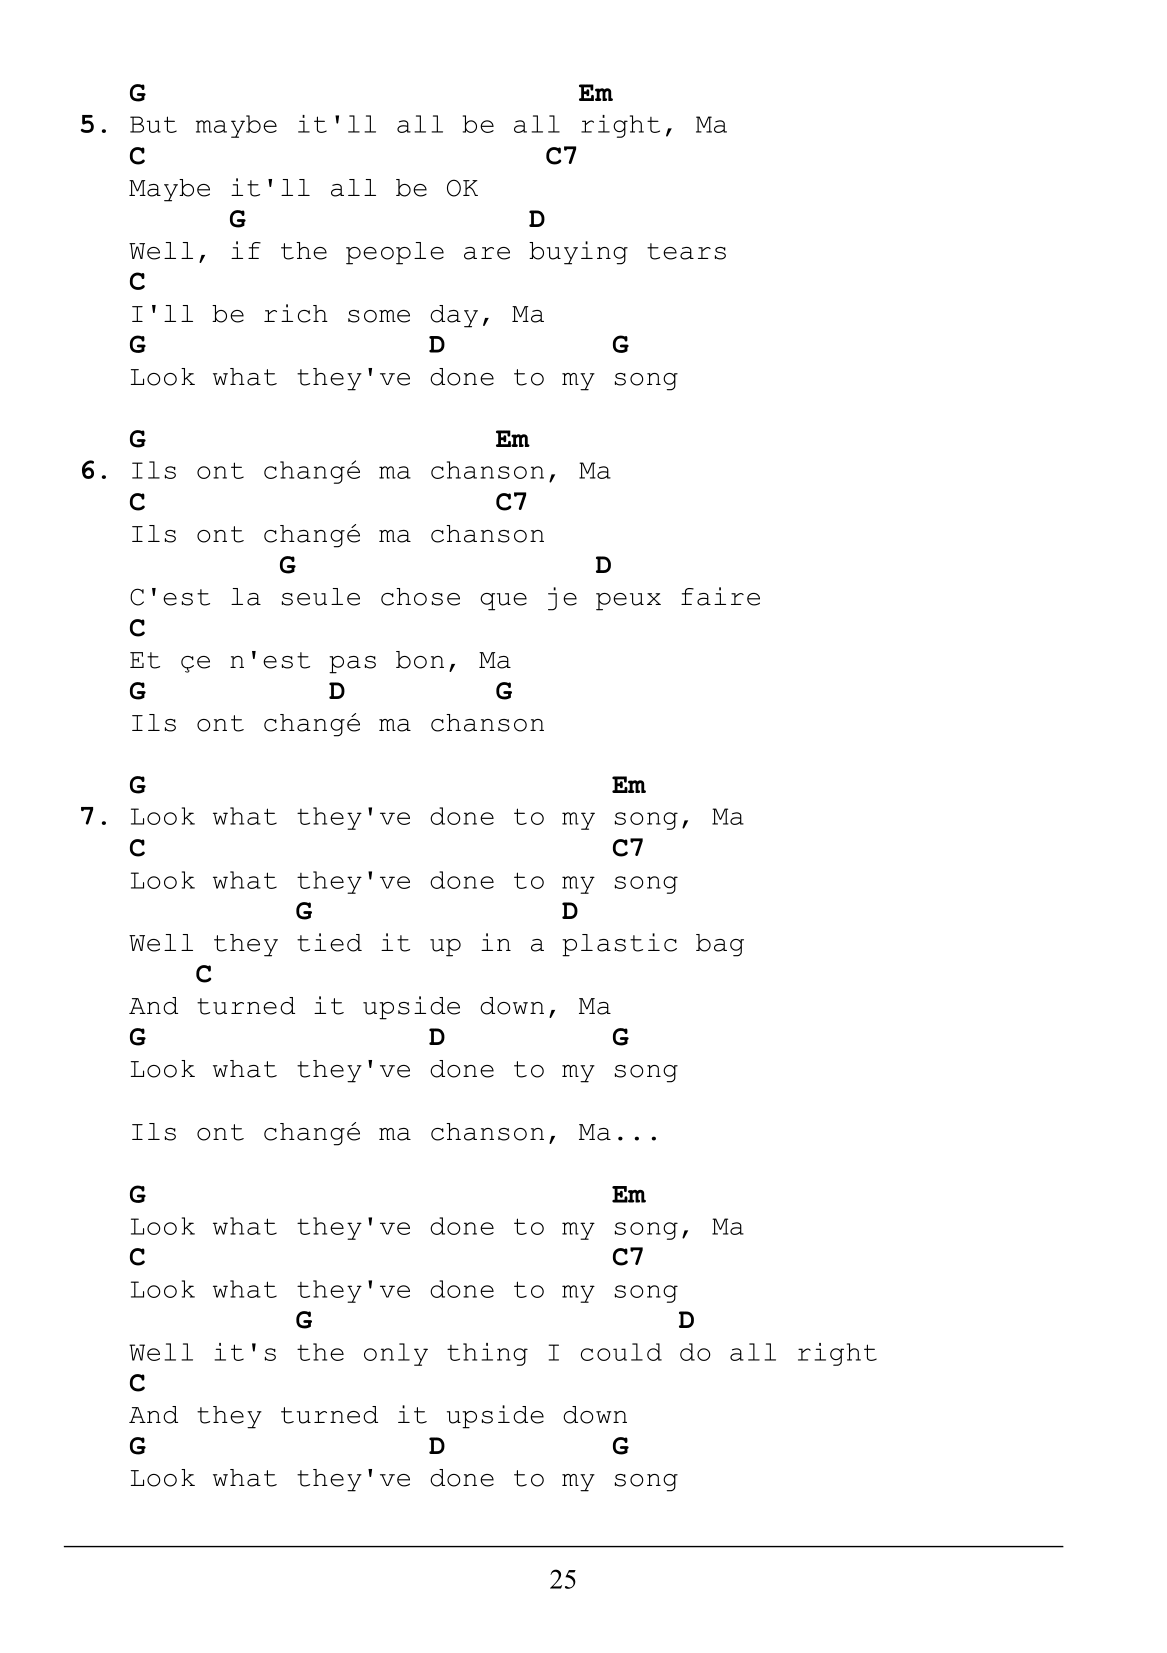 G                          Em
5. But maybe it'll all be all right, Ma
C                        C7
Maybe it'll all be OK
G                 D
Well, if the people are buying tears
C
I'll be rich some day, Ma
G                 D          G
Look what they've done to my song

G                     Em
6. Ils ont changé ma chanson, Ma
C                     C7
Ils ont changé ma chanson
G                  D
C'est la seule chose que je peux faire
C
Et çe n'est pas bon, Ma
G           D         G
Ils ont changé ma chanson

G                            Em
7. Look what they've done to my song, Ma
C                            C7
Look what they've done to my song
G               D
Well they tied it up in a plastic bag
C
And turned it upside down, Ma
G                 D          G
Look what they've done to my song

Ils ont changé ma chanson, Ma...

G                            Em
Look what they've done to my song, Ma
C                            C7
Look what they've done to my song
G                      D
Well it's the only thing I could do all right
C
And they turned it upside down
G                 D          G
Look what they've done to my song

25